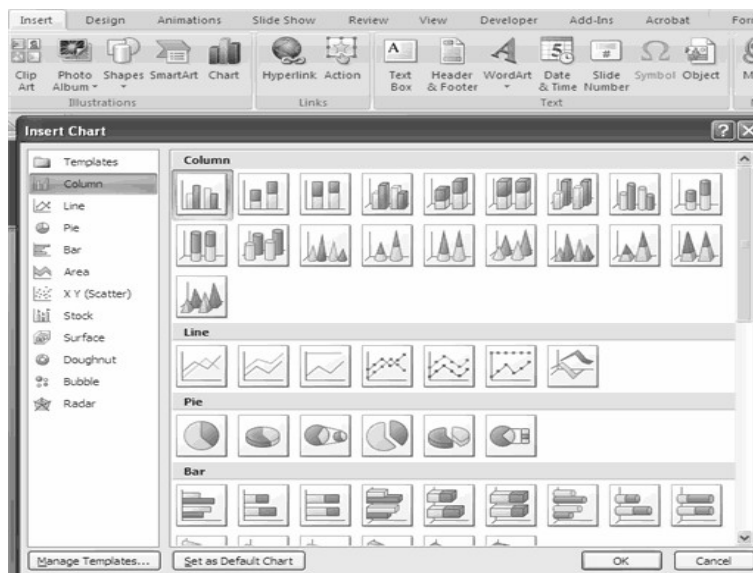 Insert Design Animations Slide Show Review View Developer Add-Ins Acrobat For
Clip Photo Shapes SmartArt Chart Hyperlink Action Text Header WordArt Date Slide Symbol Object M
Art Album Box & Footer & Time Number
Illustrations Links Text
Insert Chart
Templates
Column
Line
Pie
Bar
Area
X Y (Scatter)
Stock
Surface
Doughnut
Bubble
Radar
Column
Line
Pie
Bar
Manage Templates... Set as Default Chart OK Cancel